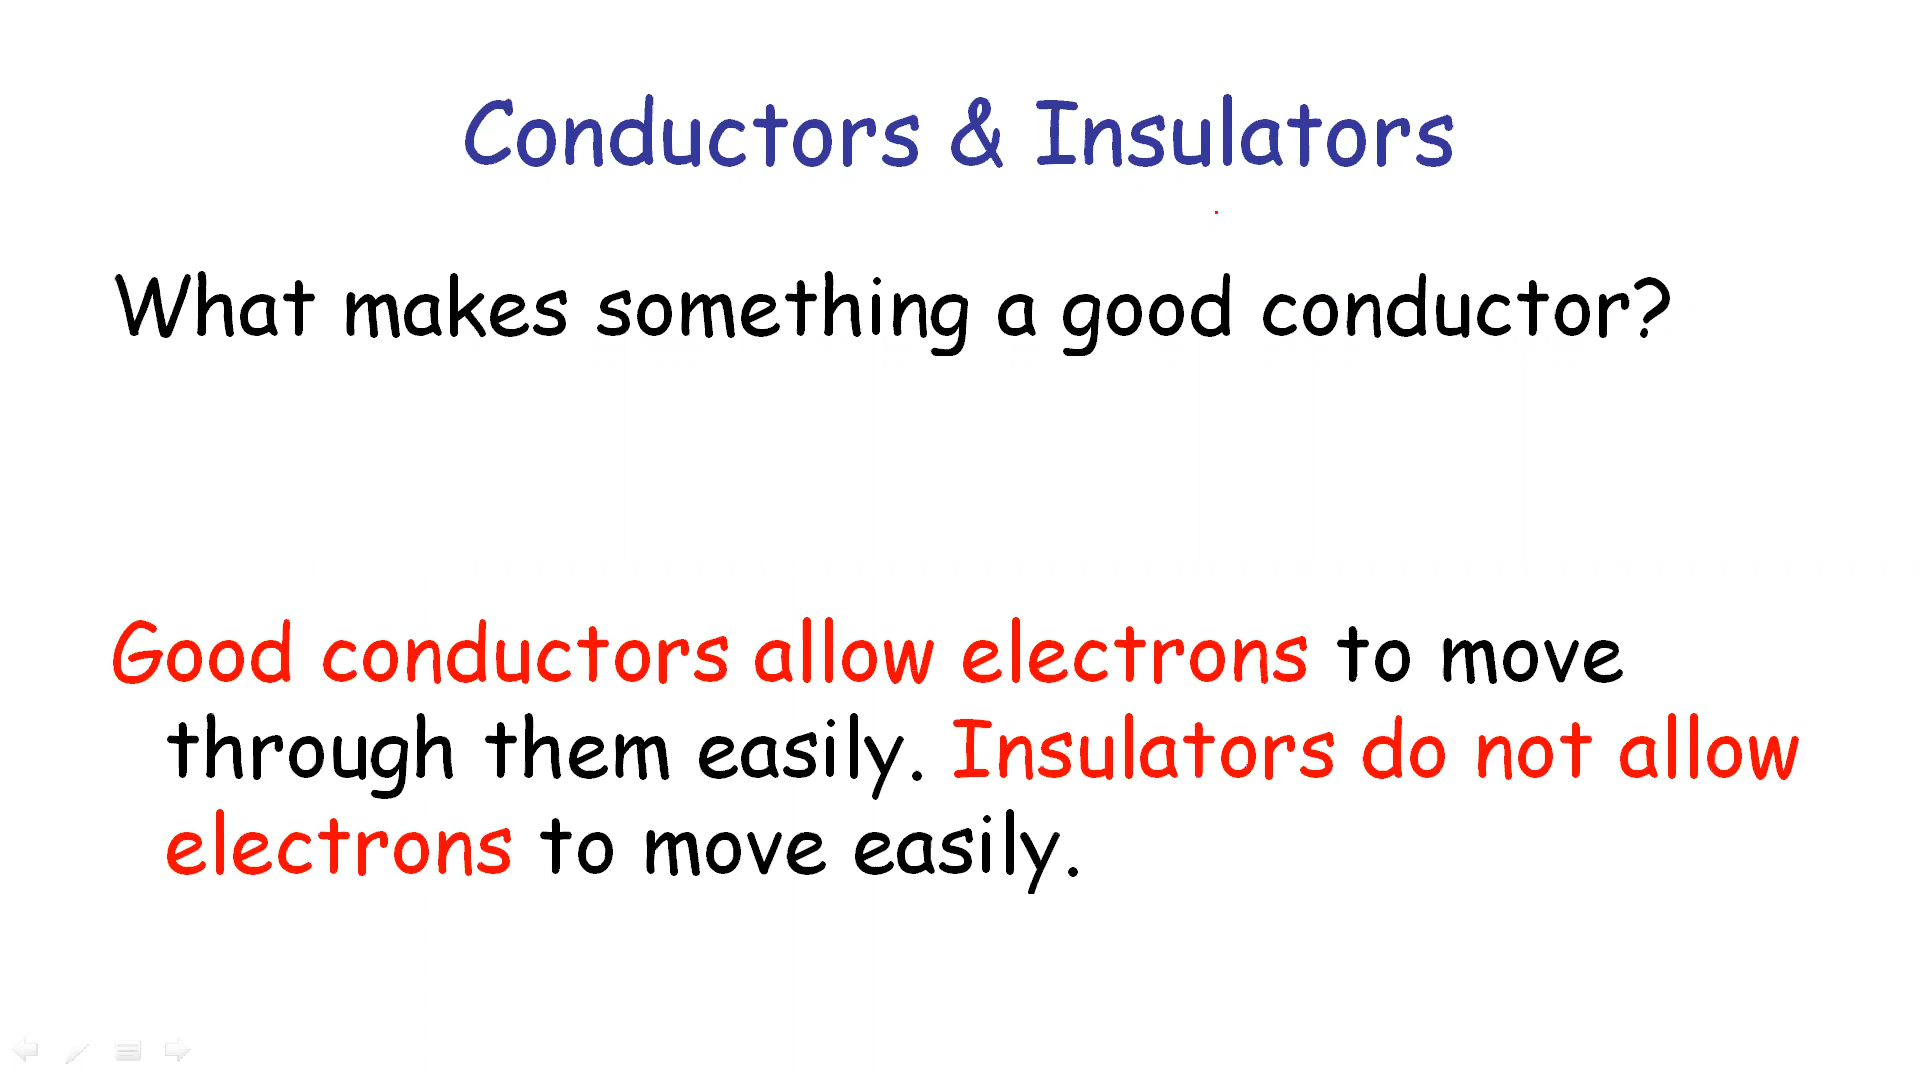 Conductors & Insulators
What makes something a good conductor?
Good conductors allow electrons to move
through them easily. Insulators do not allow
electrons to move easily.